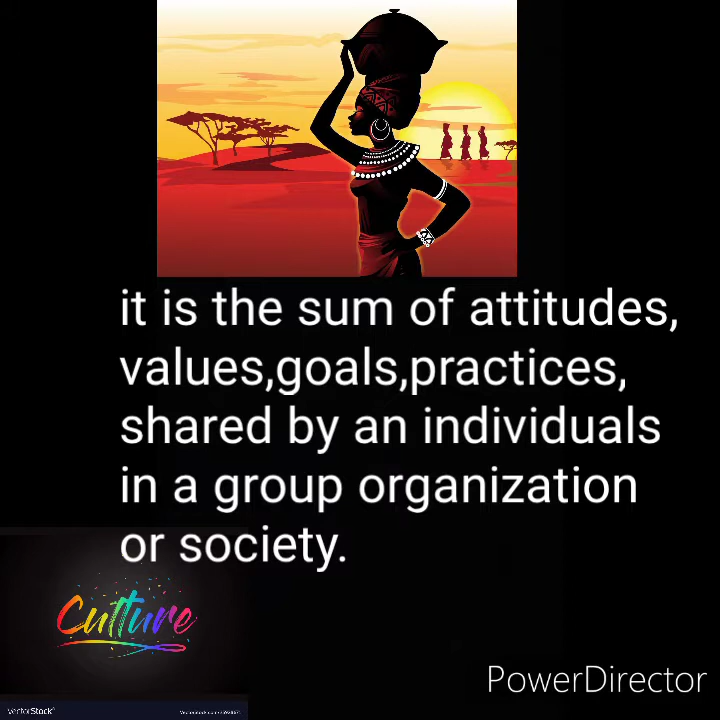 it is the sum of attitudes,
values,goals,practices,
shared by an individuals
in a group organization
or society.
Culture
PowerDirector
VectorStock®